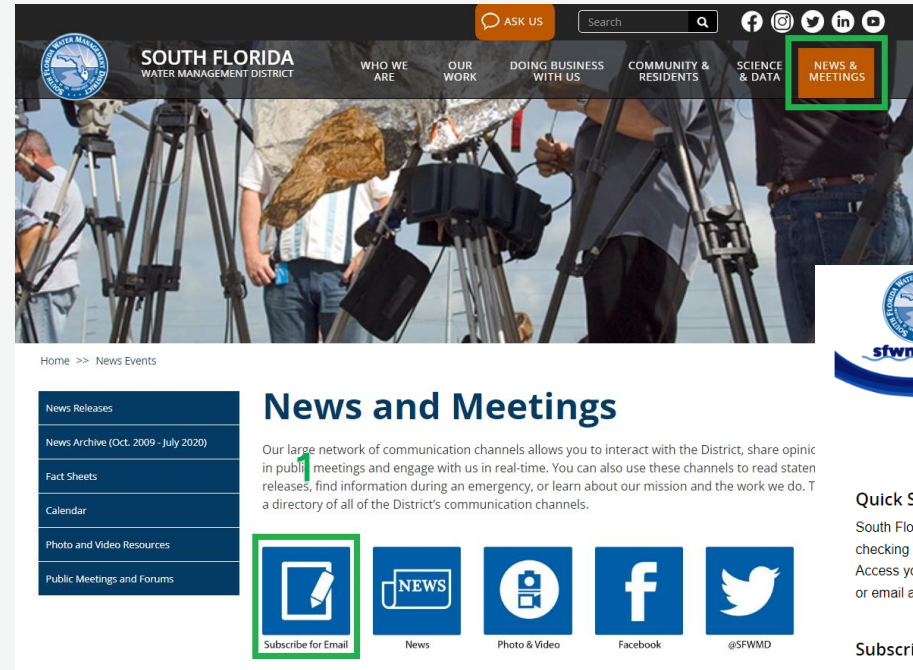 ASK US
Search
SOUTH FLORIDA
WATER MANAGEMENT DISTRICT
WHO WE
ARE
OUR
WORK
DOING BUSINESS
WITH US
COMMUNITY &
RESIDENTS
SCIENCE
& DATA
NEWS &
MEETINGS
Home >> News Events
News Releases
News Archive (Oct. 2009 - July 2020)
Fact Sheets
Calendar
Photo and Video Resources
Public Meetings and Forums
News and Meetings
Our large network of communication channels allows you to interact with the District, share opinio
in public meetings and engage with us in real-time. You can also use these channels to read staten
releases, find information during an emergency, or learn about our mission and the work we do. T
a directory of all of the District's communication channels.
1
NEWS
Subscribe for Email
News
Photo & Video
Facebook
@SFWMD
sfwn
Quick S
South Flo
checking
Access yo
or email a
Subscri